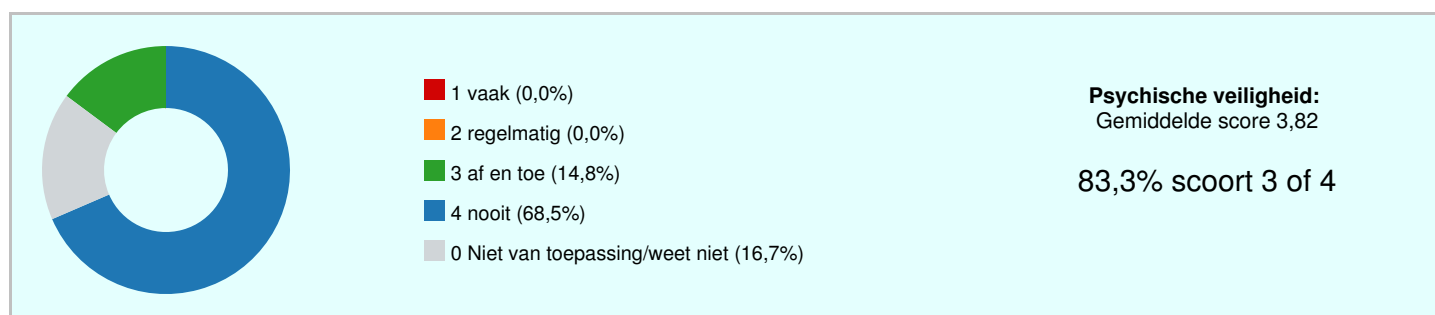 1 vaak (0,0%)
2 regelmatig (0,0%)
3 af en toe (14,8%)
4 nooit (68,5%)
0 Niet van toepassing/weet niet (16,7%)
Psychische veiligheid:
Gemiddelde score 3,82
83,3% scoort 3 of 4